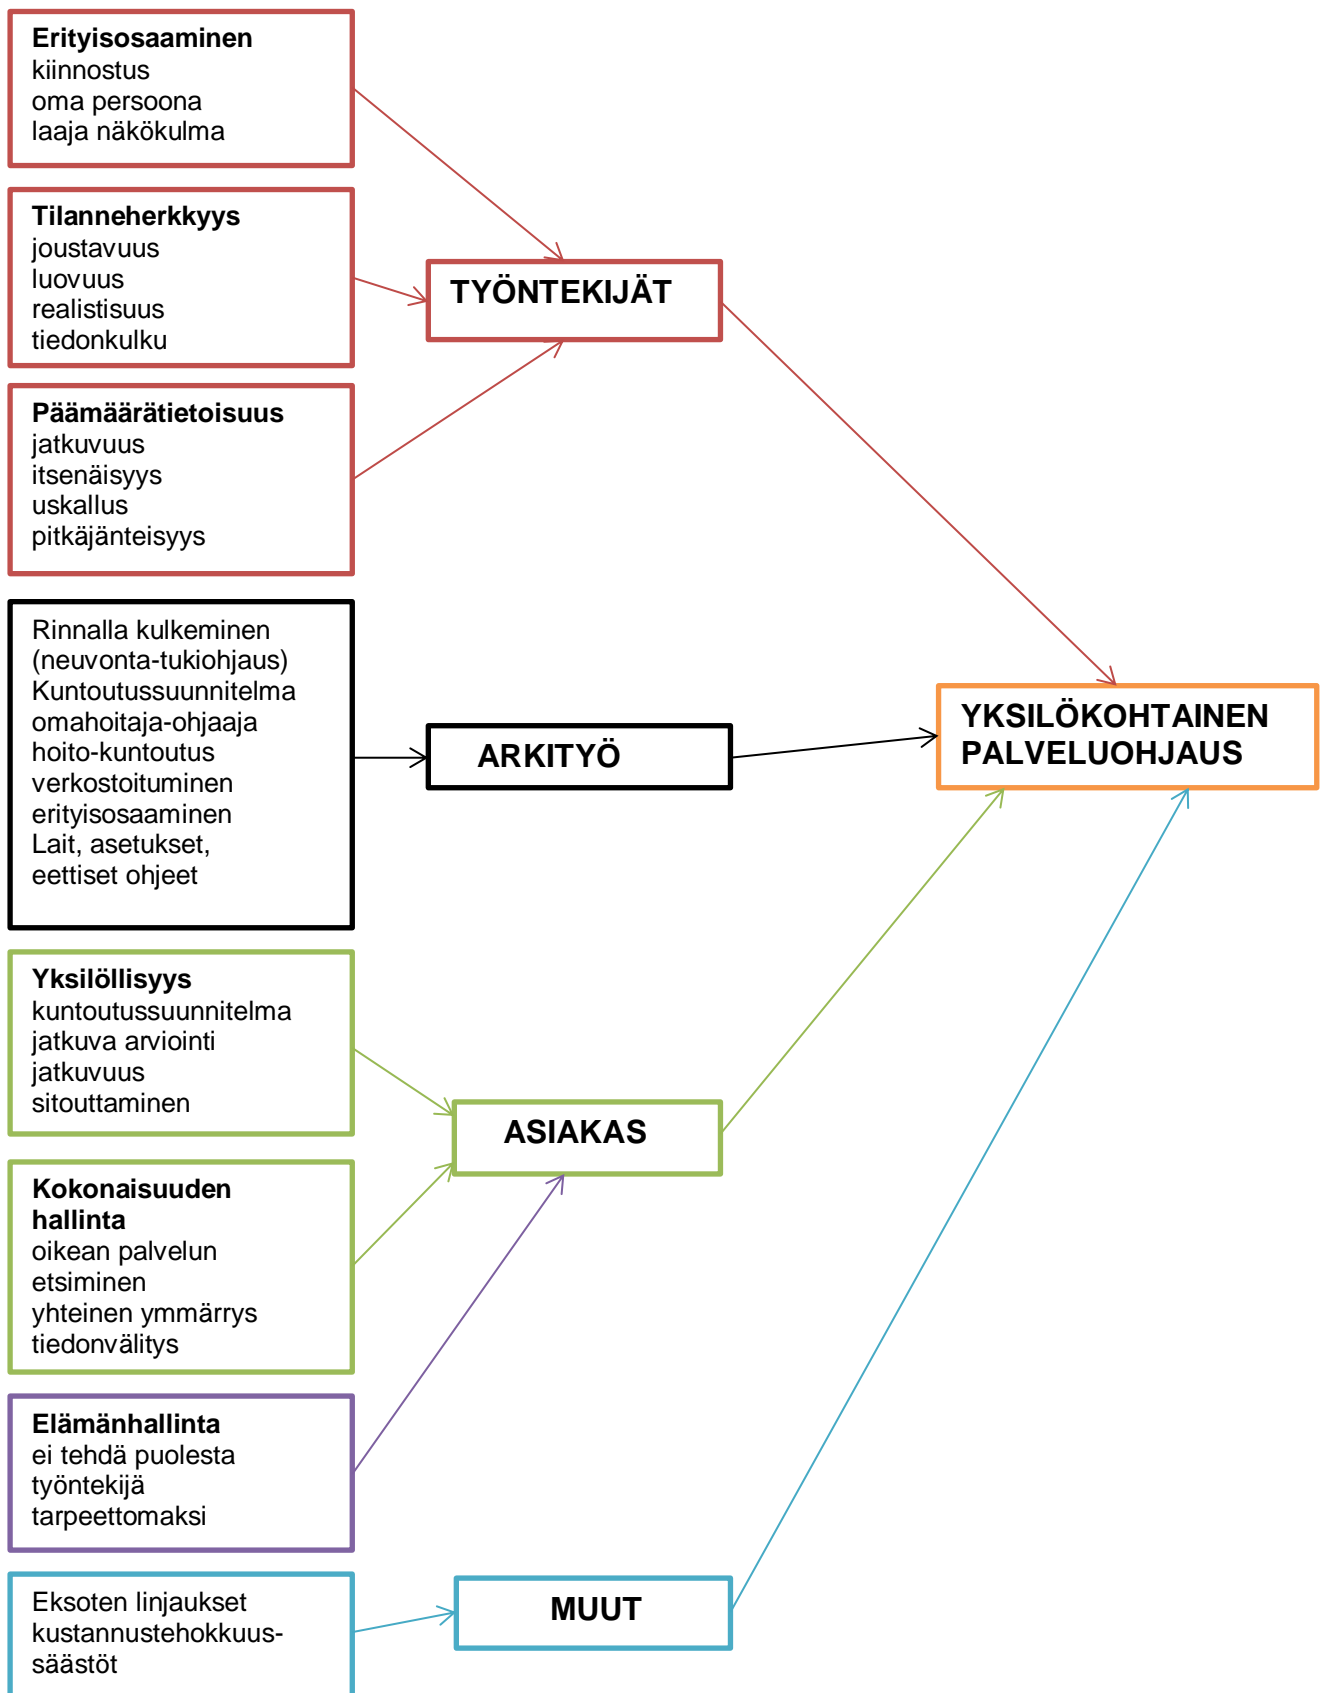 Erityisosaaminen
kiinnostus
oma persoona
laaja näkökulma
Tilanneherkkyys
joustavuus
luovuus
realistisuus
tiedonkulku
TYÖNTEKIJÄT
Päämäärätietoisuus
jatkuvuus
itsenäisyys
uskallus
pitkäjänteisyys
Rinnalla kulkeminen
(neuvonta-tukiohjaus)
Kuntoutussuunnitelma
omahoitaja-ohjaaja
hoito-kuntoutus
verkostoituminen
erityisosaaminen
Lait, asetukset,
eettiset ohjeet
ARKITYÖ
YKSILÖKOHTAINEN
PALVELUOHJAUS
Yksilöllisyys
kuntoutussuunnitelma
jatkuva arviointi
jatkuvuus
sitouttaminen
ASIAKAS
Kokonaisuuden
hallinta
oikean palvelun
etsiminen
yhteinen ymmärrys
tiedonvälitys
Elämänhallinta
ei tehdä puolesta
työntekijä
tarpeettomaksi
Eksoten linjaukset
kustannustehokkuus-
säästöt
MUUT